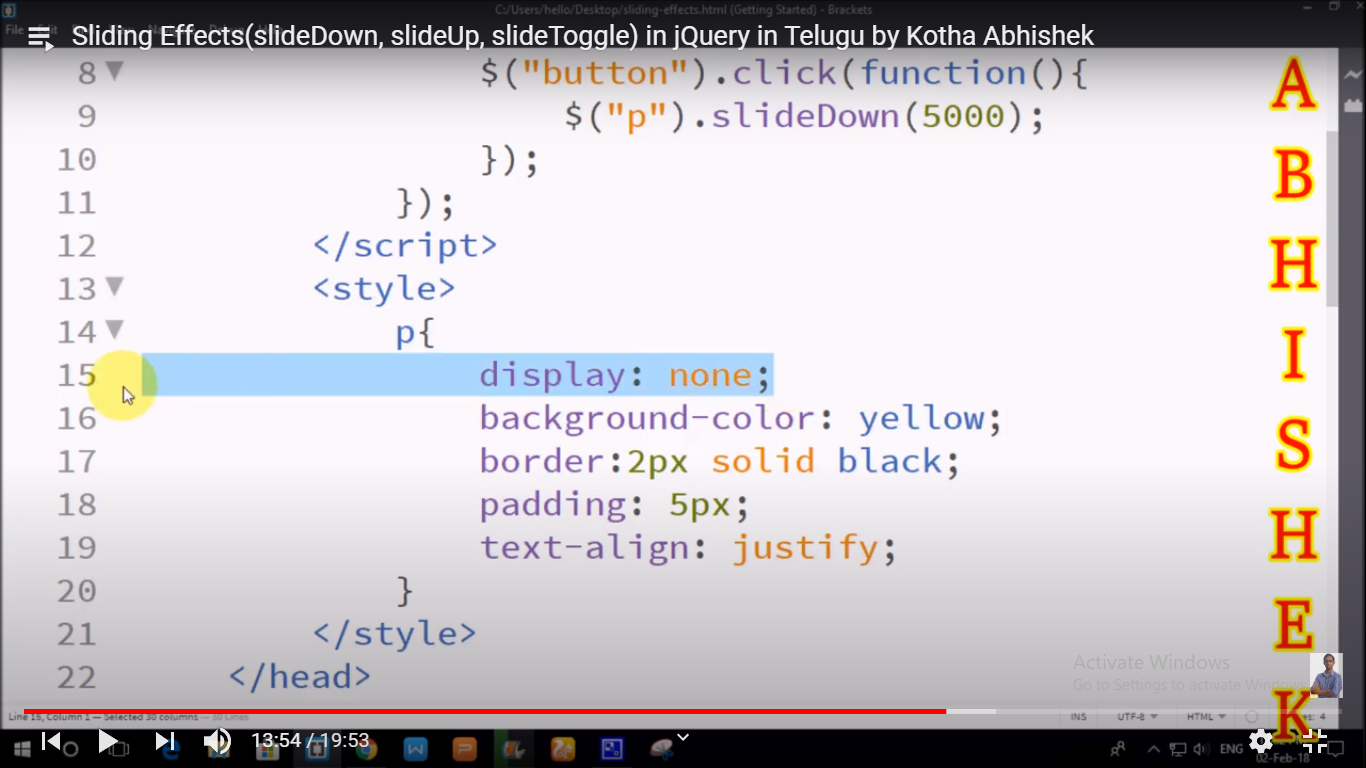 C:/Users/hello/Desktop/sliding-effects.html (Getting Started) - Brackets
File Edit
Sliding Effects(slideDown, slideUp, slideToggle) in jQuery in Telugu by Kotha Abhishek
8 $("button").click(function(){
9 $("p").slideDown(5000);
10 });
11 });
12 </script>
13 <style>
14 p{
15 display: none;
16 background-color: yellow;
17 border:2px solid black;
18 padding: 5px;
19 text-align: justify;
20 }
21 </style>
22 </head>
A
B
H
I
S
H
E
K
Activate Windows
Go to Settings to activate Windows
Line 15, Column 1 — Selected 30 columns — 30 Lines
INS UTF-8 HTML
13:54 / 19:53
ENG
02-Feb-18